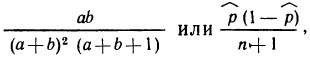 ab / (a+b)² (a+b+1) или p̂ (1−p̂) / n+1,